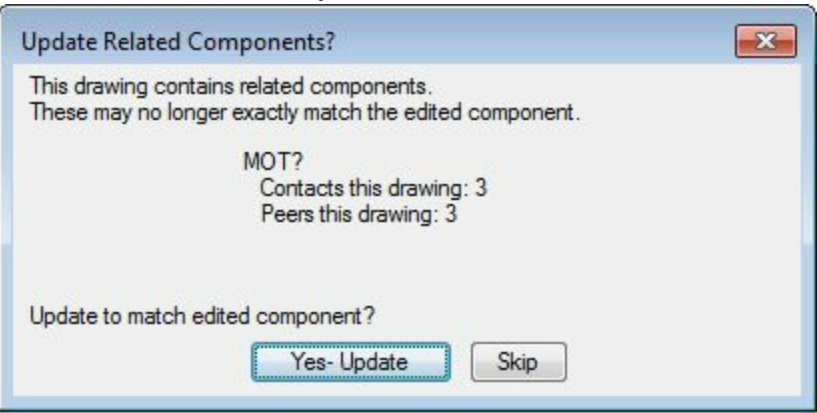 Update Related Components?
This drawing contains related components.
These may no longer exactly match the edited component.
MOT?
Contacts this drawing: 3
Peers this drawing: 3
Update to match edited component?
Yes- Update
Skip